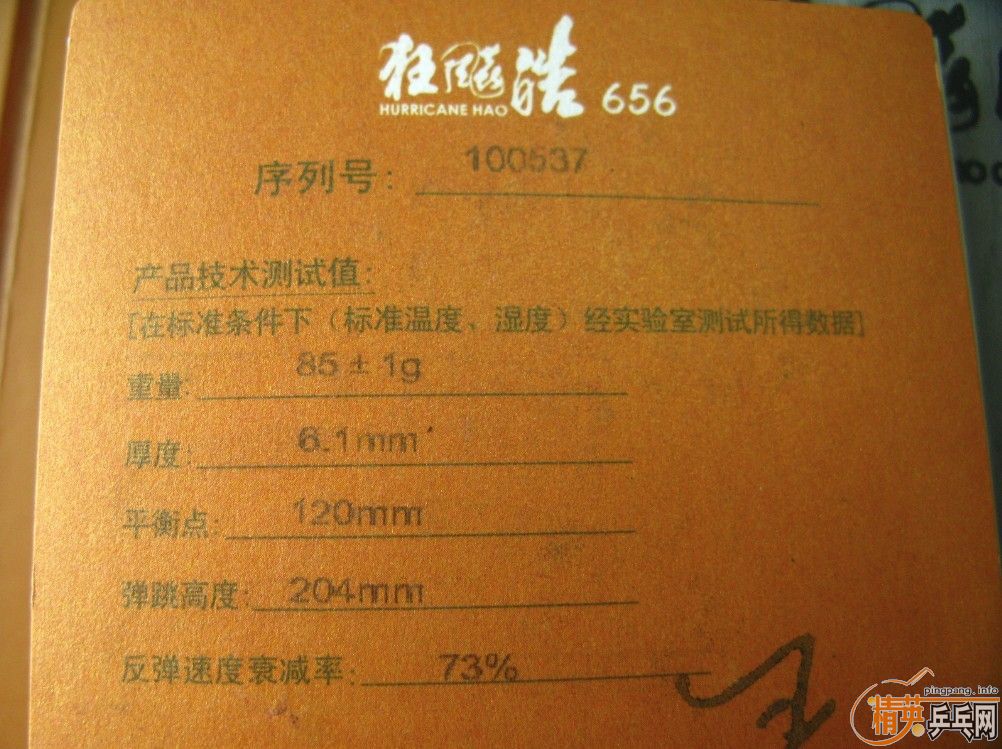 狂飚皓 656
HURRICANE HAO
序列号: 100537
产品技术测试值:
[在标准条件下（标准温度、湿度）经实验室测试所得数据]
重量: 85±1g
厚度: 6.1mm
平衡点: 120mm
弹跳高度: 204mm
反弹速度衰减率: 73%
pingpang.info
精英乒乓网